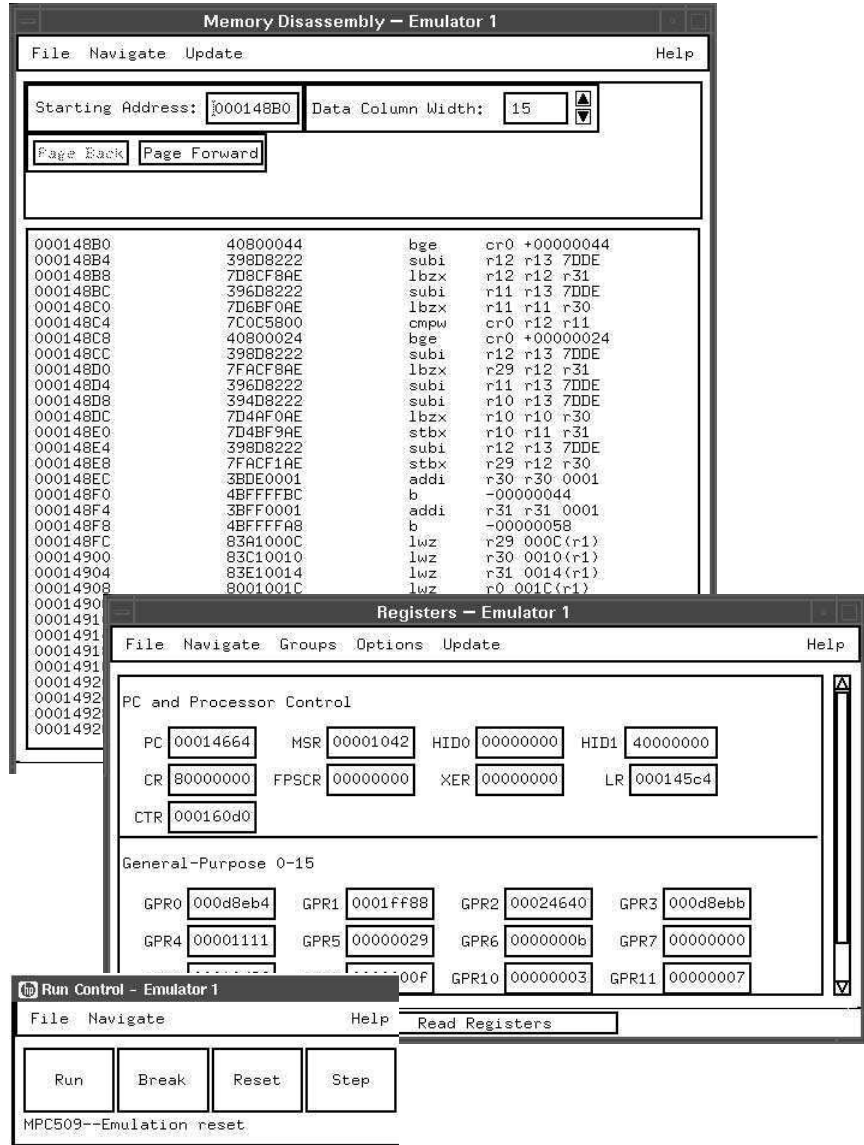 Memory Disassembly — Emulator 1
File Navigate Update Help
Starting Address: 000148B0 Data Column Width: 15
Page Back Page Forward
000148B0 40800044 bge cr0 +00000044
000148B4 398D8222 subi r12 r13 7DDE
000148B8 7D8CF8AE lbzx r12 r12 r31
000148BC 396D8222 subi r11 r13 7DDE
000148C0 7D6BF0AE lbzx r11 r11 r30
000148C4 7C0C5800 cmpw cr0 r12 r11
000148C8 40800024 bge cr0 +00000024
000148CC 398D8222 subi r12 r13 7DDE
000148D0 7FACF8AE lbzx r29 r12 r31
000148D4 396D8222 subi r11 r13 7DDE
000148D8 394D8222 subi r10 r13 7DDE
000148DC 7D4AF0AE lbzx r10 r10 r30
000148E0 7D4BF9AE stbx r10 r11 r31
000148E4 398D8222 subi r12 r13 7DDE
000148E8 7FACF1AE stbx r29 r12 r30
000148EC 3BDE0001 addi r30 r30 0001
000148F0 4BFFFFBC b -00000044
000148F4 3BFF0001 addi r31 r31 0001
000148F8 4BFFFFA8 b -00000058
000148FC 83A1000C lwz r29 000C(r1)
00014900 83C10010 lwz r30 0010(r1)
00014904 83E10014 lwz r31 0014(r1)
00014908 8001001C lwz r0 001C(r1)
Registers — Emulator 1
File Navigate Groups Options Update Help
PC and Processor Control
PC 00014664 MSR 00001042 HID0 00000000 HID1 40000000
CR 80000000 FPSCR 00000000 XER 00000000 LR 000145c4
CTR 000160d0
General-Purpose 0-15
GPR0 000d8eb4 GPR1 0001ff88 GPR2 00024640 GPR3 000d8ebb
GPR4 00001111 GPR5 00000029 GPR6 0000000b GPR7 00000000
GPR10 00000003 GPR11 00000007
Read Registers
hp Run Control - Emulator 1
File Navigate Help
Run Break Reset Step
MPC509--Emulation reset